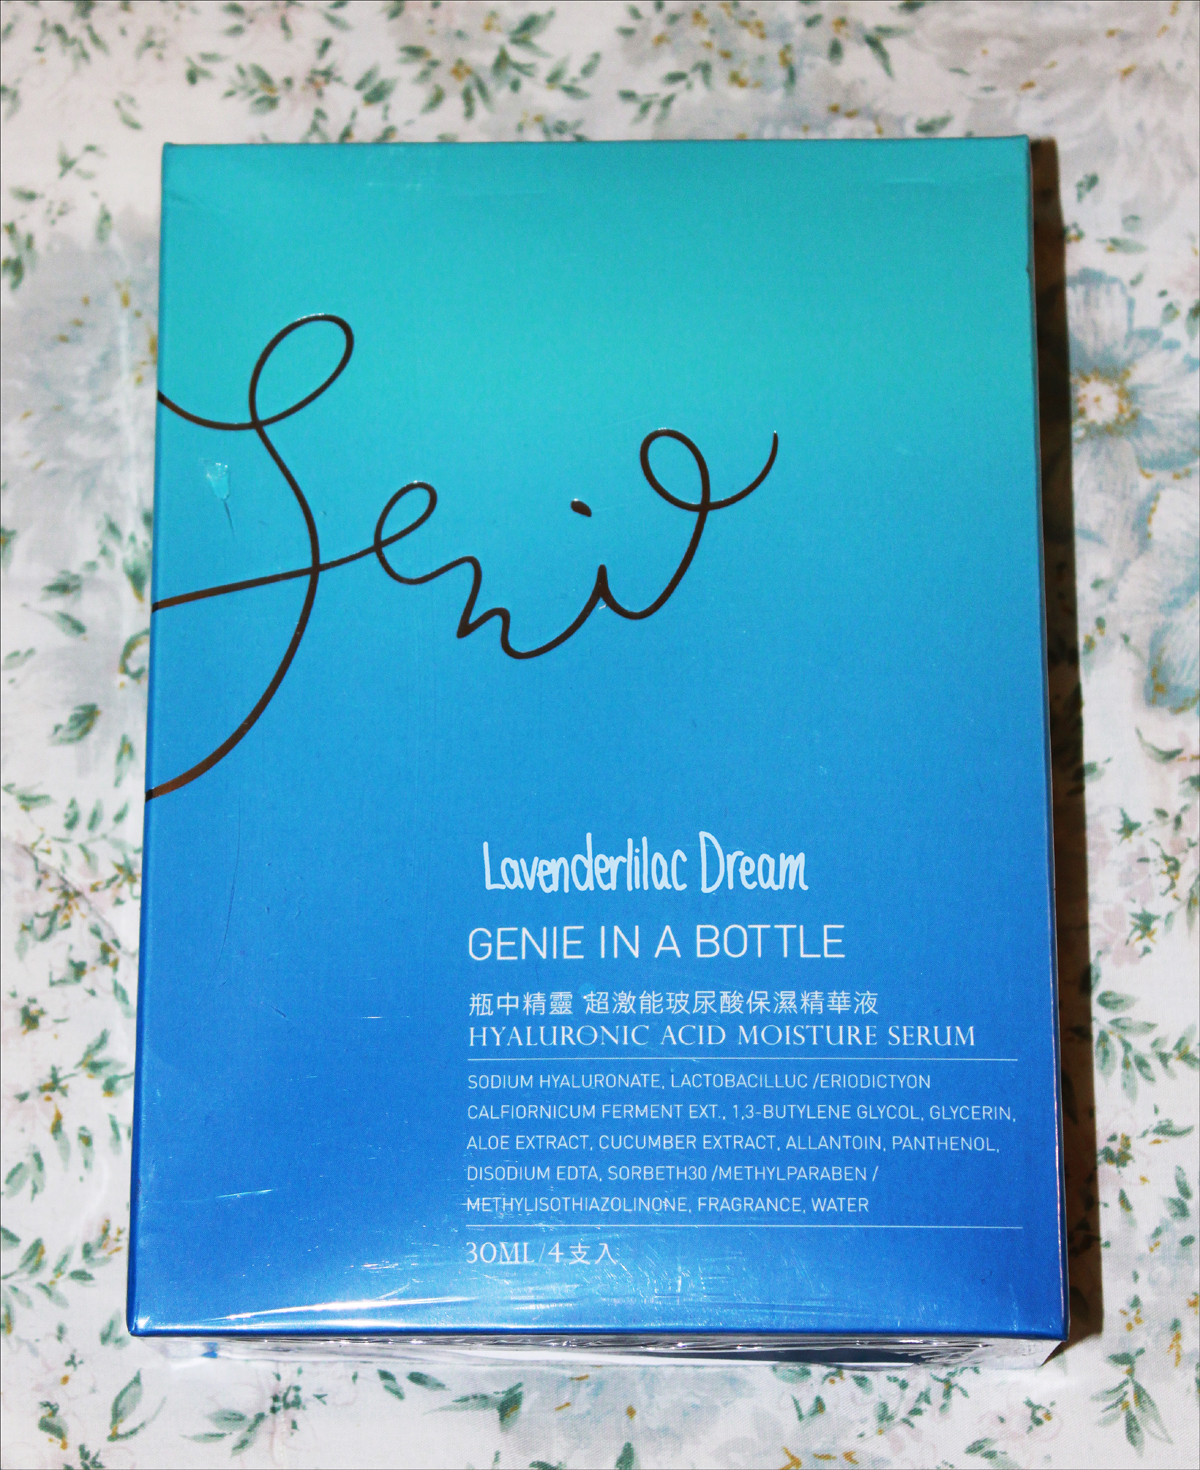 Genie
Lavenderlilac Dream
GENIE IN A BOTTLE
瓶中精靈 超激能玻尿酸保濕精華液
HYALURONIC ACID MOISTURE SERUM
SODIUM HYALURONATE, LACTOBACILLUC /ERIODICTYON
CALFIORNICUM FERMENT EXT., 1,3-BUTYLENE GLYCOL, GLYCERIN,
ALOE EXTRACT, CUCUMBER EXTRACT, ALLANTOIN, PANTHENOL,
DISODIUM EDTA, SORBETH30 /METHYLPARABEN /
METHYLISOTHIAZOLINONE, FRAGRANCE, WATER
30ML/4支入